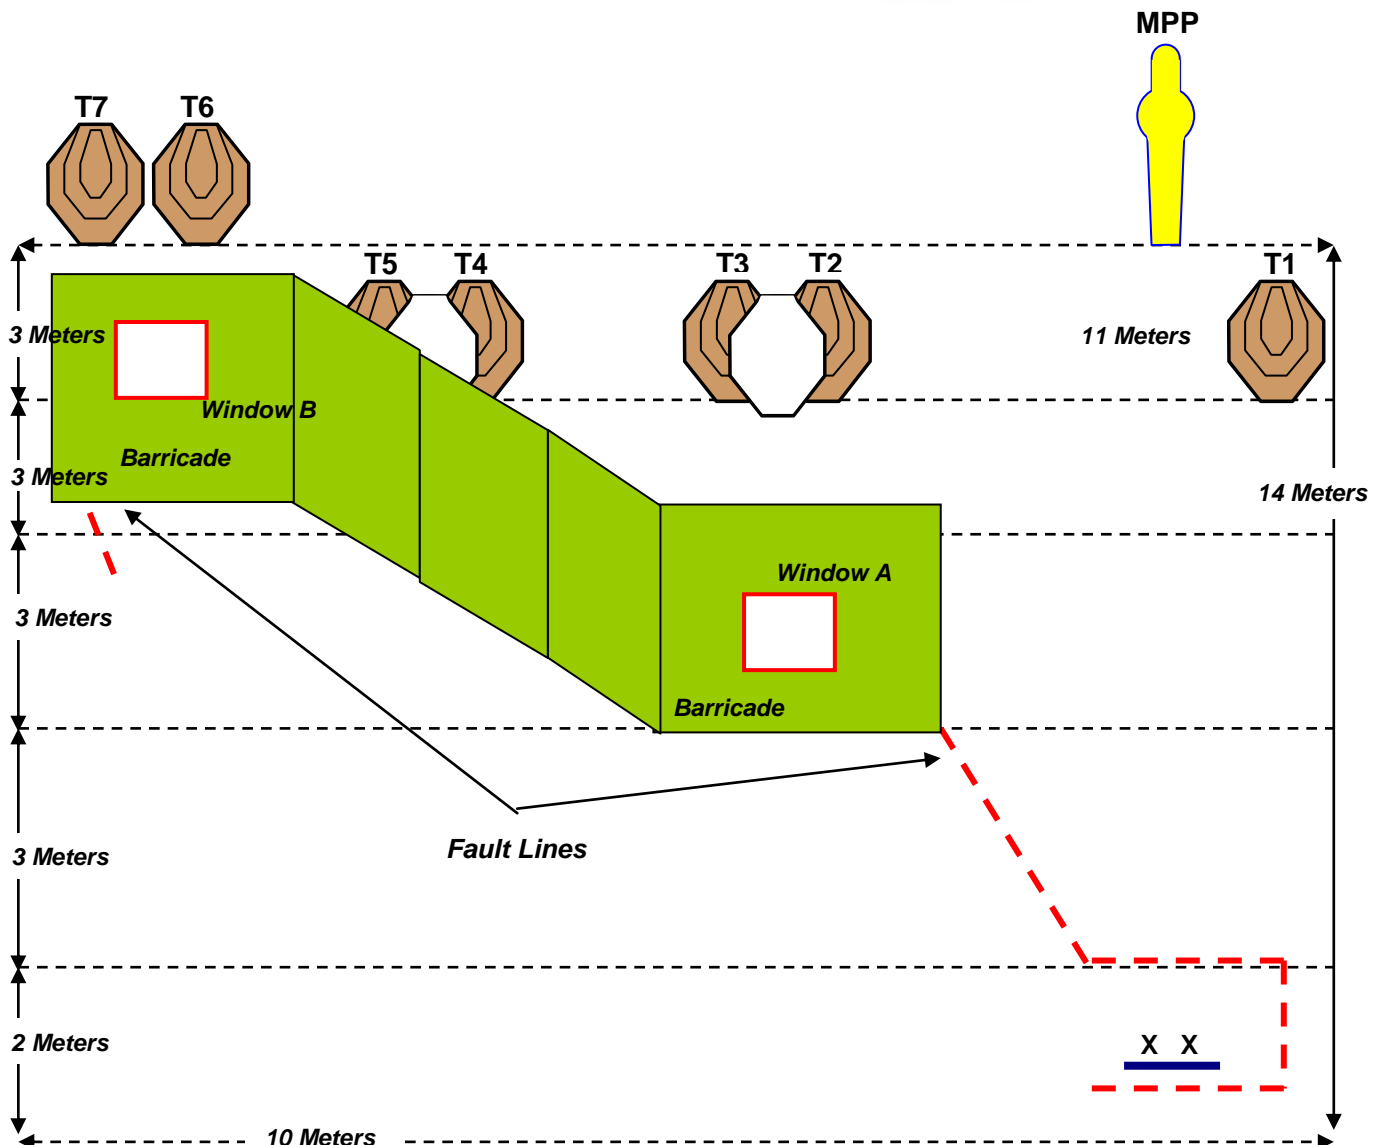 MPP
T7 T6
T5 T4 T3 T2 T1
3 Meters
11 Meters
Window B
Barricade
3 Meters
14 Meters
Window A
3 Meters
Barricade
Fault Lines
3 Meters
2 Meters
X X
10 Meters